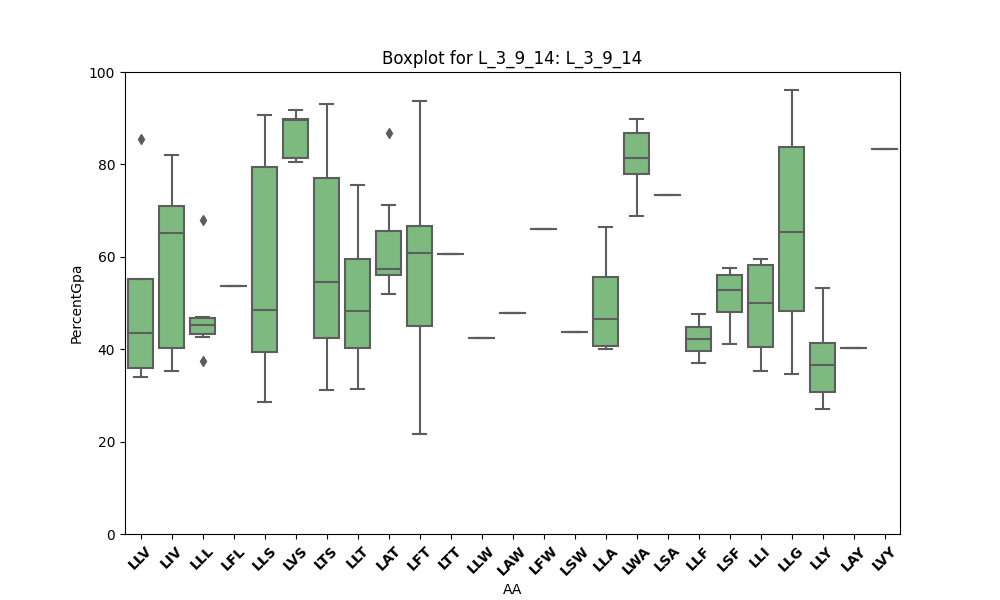 Boxplot for L_3_9_14: L_3_9_14
PercentGpa
100
80
60
40
20
0
LLV LIV LLL LFL LLS LVS LTS LLT LAT LFT LTT LLW LAW LFW LSW LLA LWA LSA LLF LSF LLI LLG LLY LAY LVY
AA